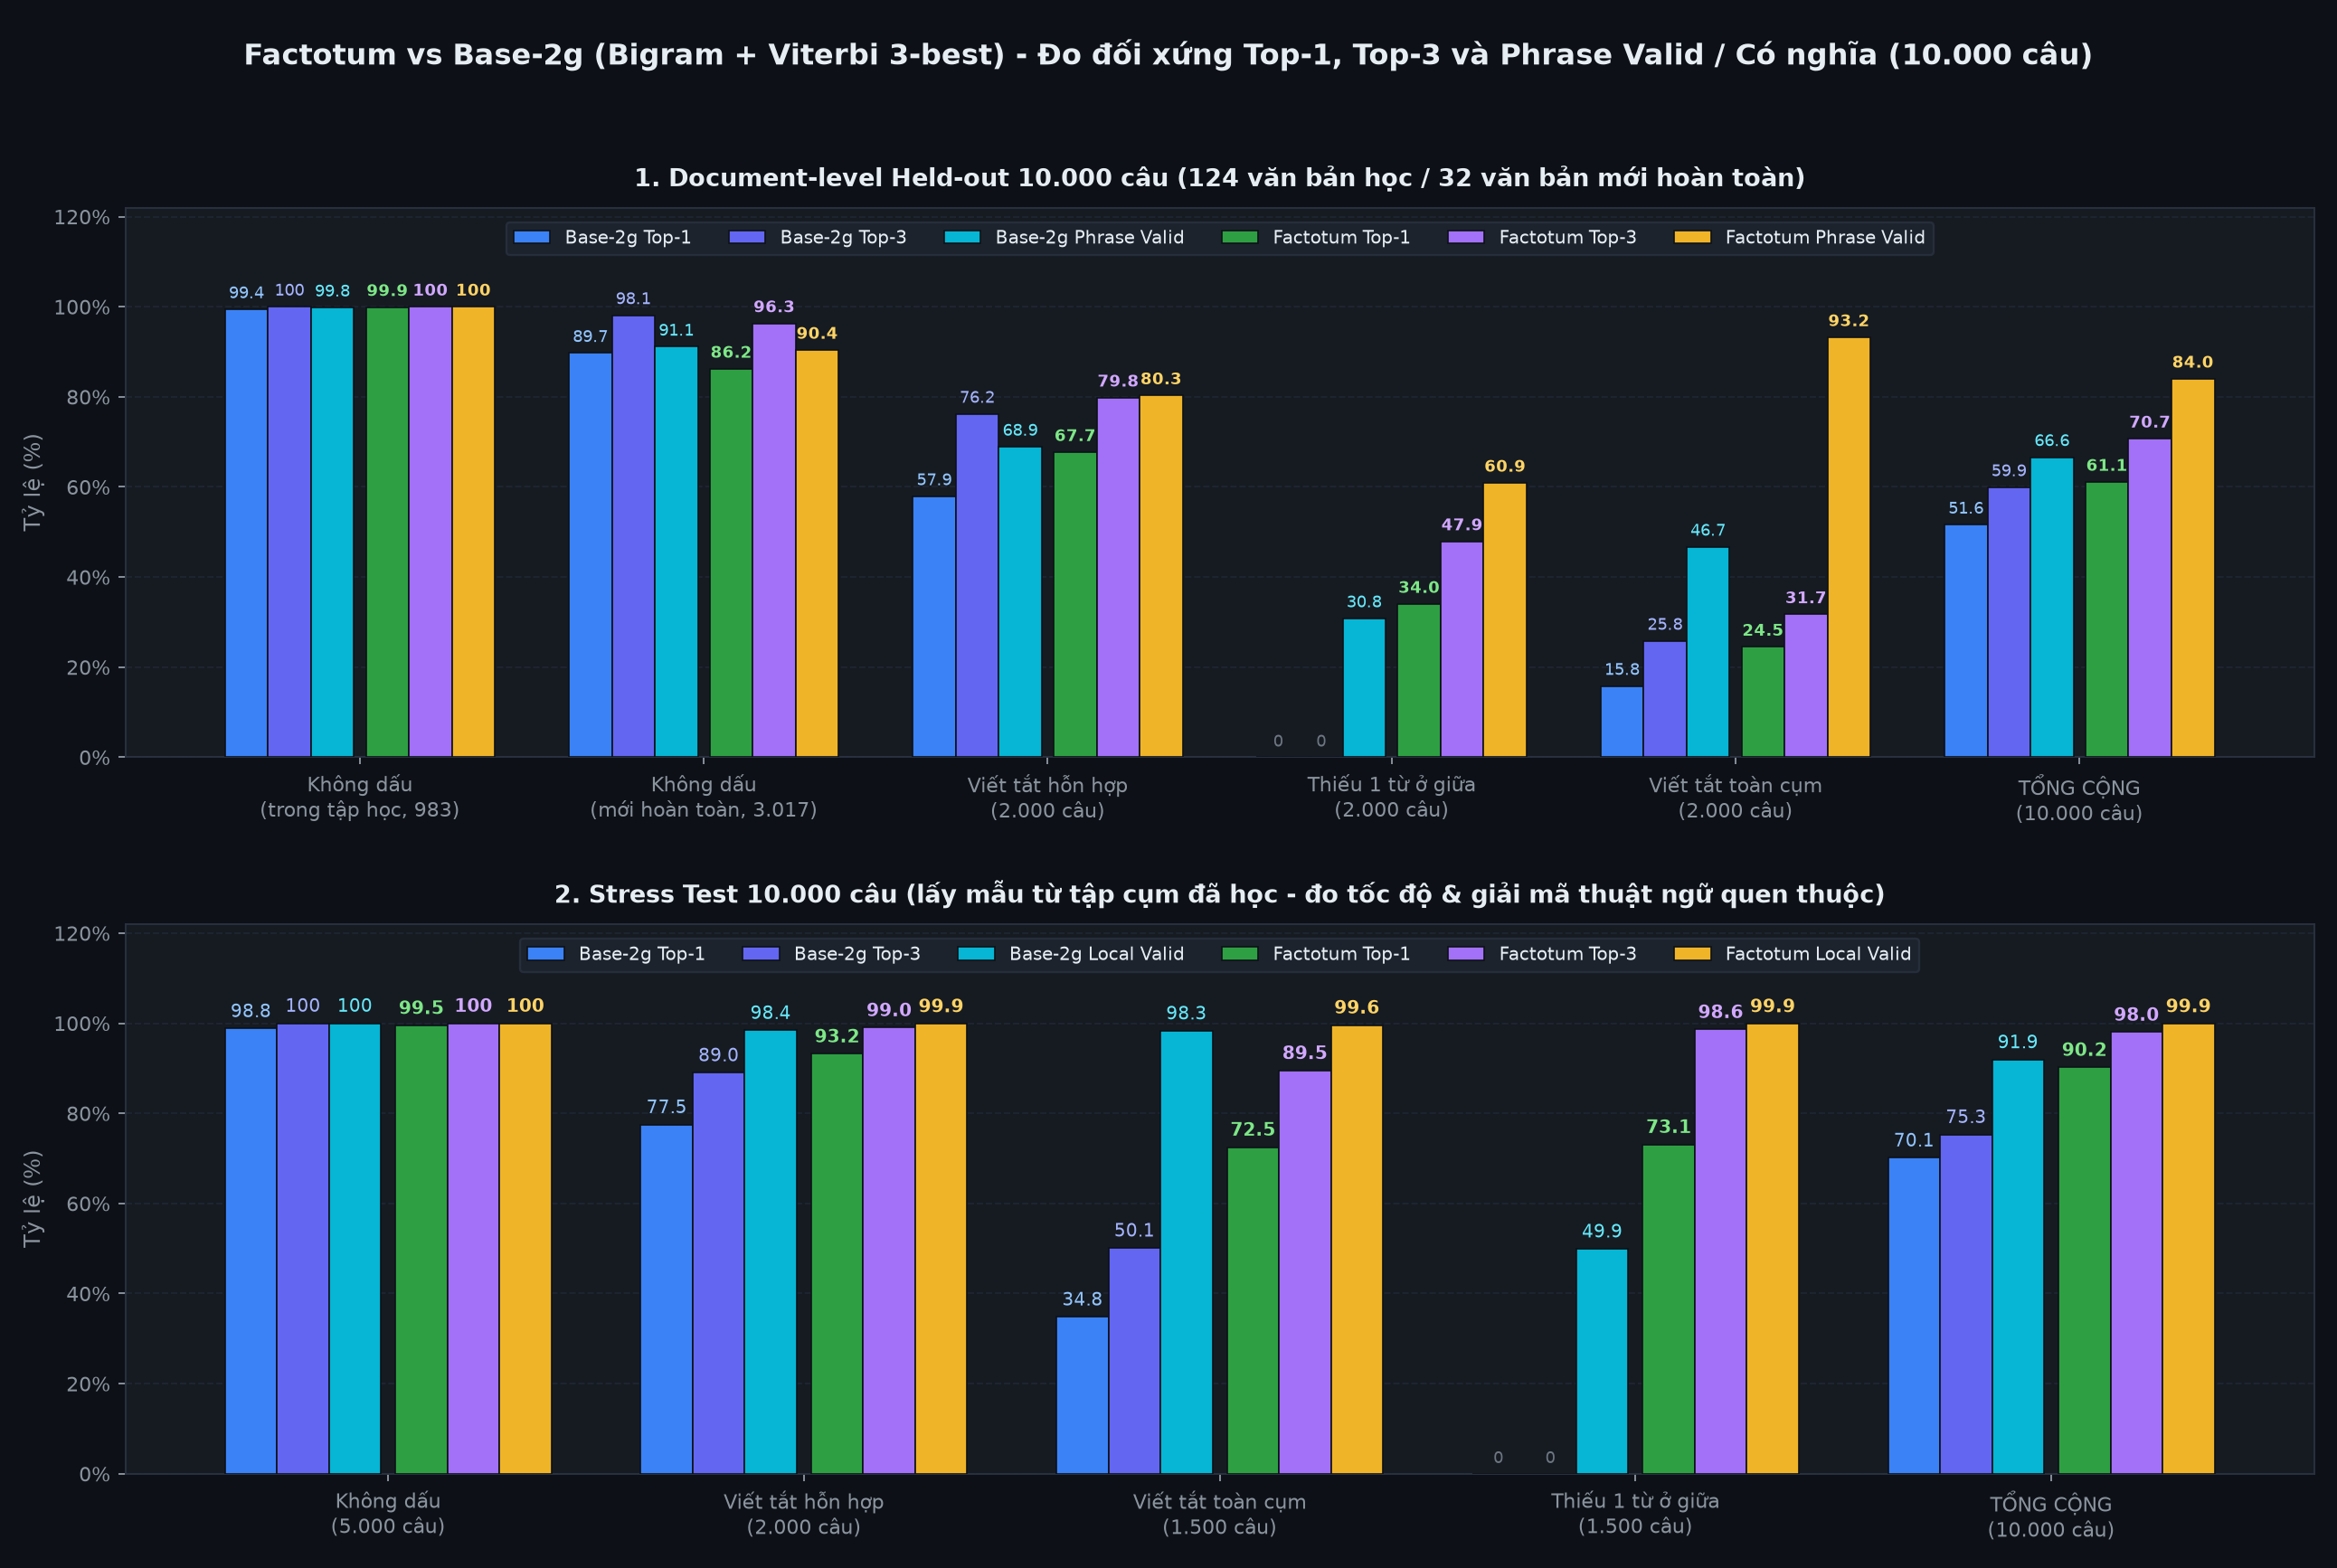 Factotum vs Base-2g (Bigram + Viterbi 3-best) - Đo đối xứng Top-1, Top-3 và Phrase Valid / Có nghĩa (10.000 câu)
1. Document-level Held-out 10.000 câu (124 văn bản học / 32 văn bản mới hoàn toàn)
Base-2g Top-1 Base-2g Top-3 Base-2g Phrase Valid Factotum Top-1 Factotum Top-3 Factotum Phrase Valid
Tỷ lệ (%)
120%
100%
80%
60%
40%
20%
0%
99.4 100 99.8 99.9 100 100
89.7 98.1 91.1 86.2 96.3 90.4
57.9 76.2 68.9 67.7 79.8 80.3
0 0 30.8 34.0 47.9 60.9
15.8 25.8 46.7 24.5 31.7 93.2
51.6 59.9 66.6 61.1 70.7 84.0
Không dấu
(trong tập học, 983)
Không dấu
(mới hoàn toàn, 3.017)
Viết tắt hỗn hợp
(2.000 câu)
Thiếu 1 từ ở giữa
(2.000 câu)
Viết tắt toàn cụm
(2.000 câu)
TỔNG CỘNG
(10.000 câu)
2. Stress Test 10.000 câu (lấy mẫu từ tập cụm đã học - đo tốc độ & giải mã thuật ngữ quen thuộc)
Base-2g Top-1 Base-2g Top-3 Base-2g Local Valid Factotum Top-1 Factotum Top-3 Factotum Local Valid
Tỷ lệ (%)
120%
100%
80%
60%
40%
20%
0%
98.8 100 100 99.5 100 100
77.5 89.0 98.4 93.2 99.0 99.9
34.8 50.1 98.3 72.5 89.5 99.6
0 0 49.9 73.1 98.6 99.9
70.1 75.3 91.9 90.2 98.0 99.9
Không dấu
(5.000 câu)
Viết tắt hỗn hợp
(2.000 câu)
Viết tắt toàn cụm
(1.500 câu)
Thiếu 1 từ ở giữa
(1.500 câu)
TỔNG CỘNG
(10.000 câu)